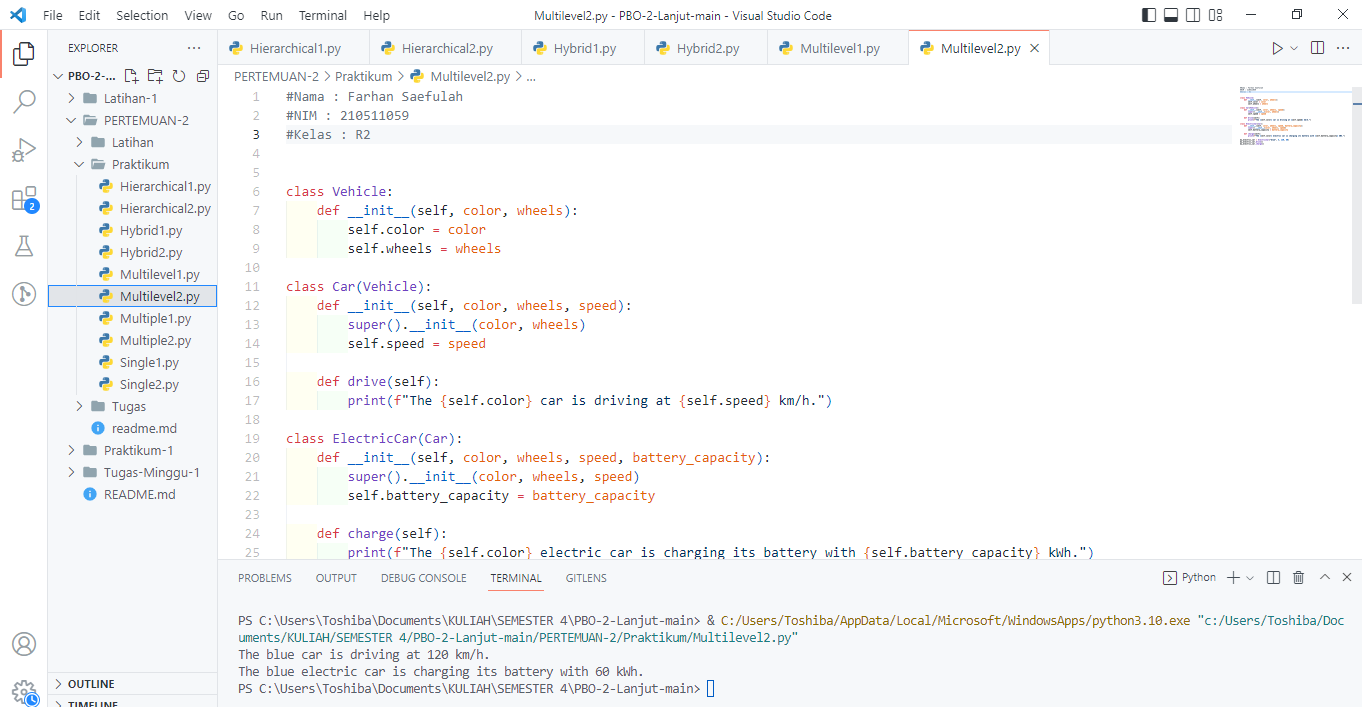 File Edit Selection View Go Run Terminal Help Multilevel2.py - PBO-2-Lanjut-main - Visual Studio Code
EXPLORER
PBO-2-...
Latihan-1
PERTEMUAN-2
Latihan
Praktikum
Hierarchical1.py
Hierarchical2.py
Hybrid1.py
Hybrid2.py
Multilevel1.py
Multilevel2.py
Multiple1.py
Multiple2.py
Single1.py
Single2.py
Tugas
readme.md
Praktikum-1
Tugas-Minggu-1
README.md
OUTLINE
TIMELINE
2
Hierarchical1.py Hierarchical2.py Hybrid1.py Hybrid2.py Multilevel1.py Multilevel2.py
PERTEMUAN-2 > Praktikum > Multilevel2.py > ...
1 #Nama : Farhan Saefulah
2 #NIM : 210511059
3 #Kelas : R2
4
5
6 class Vehicle:
7 def __init__(self, color, wheels):
8 self.color = color
9 self.wheels = wheels
10
11 class Car(Vehicle):
12 def __init__(self, color, wheels, speed):
13 super().__init__(color, wheels)
14 self.speed = speed
15
16 def drive(self):
17 print(f"The {self.color} car is driving at {self.speed} km/h.")
18
19 class ElectricCar(Car):
20 def __init__(self, color, wheels, speed, battery_capacity):
21 super().__init__(color, wheels, speed)
22 self.battery_capacity = battery_capacity
23
24 def charge(self):
25 print(f"The {self.color} electric car is charging its battery with {self.battery_capacity} kWh.")
PROBLEMS OUTPUT DEBUG CONSOLE TERMINAL GITLENS Python
PS C:\Users\Toshiba\Documents\KULIAH\SEMESTER 4\PBO-2-Lanjut-main> & C:/Users/Toshiba/AppData/Local/Microsoft/WindowsApps/python3.10.exe "c:/Users/Toshiba/Doc
uments/KULIAH/SEMESTER 4/PBO-2-Lanjut-main/PERTEMUAN-2/Praktikum/Multilevel2.py"
The blue car is driving at 120 km/h.
The blue electric car is charging its battery with 60 kWh.
PS C:\Users\Toshiba\Documents\KULIAH\SEMESTER 4\PBO-2-Lanjut-main>